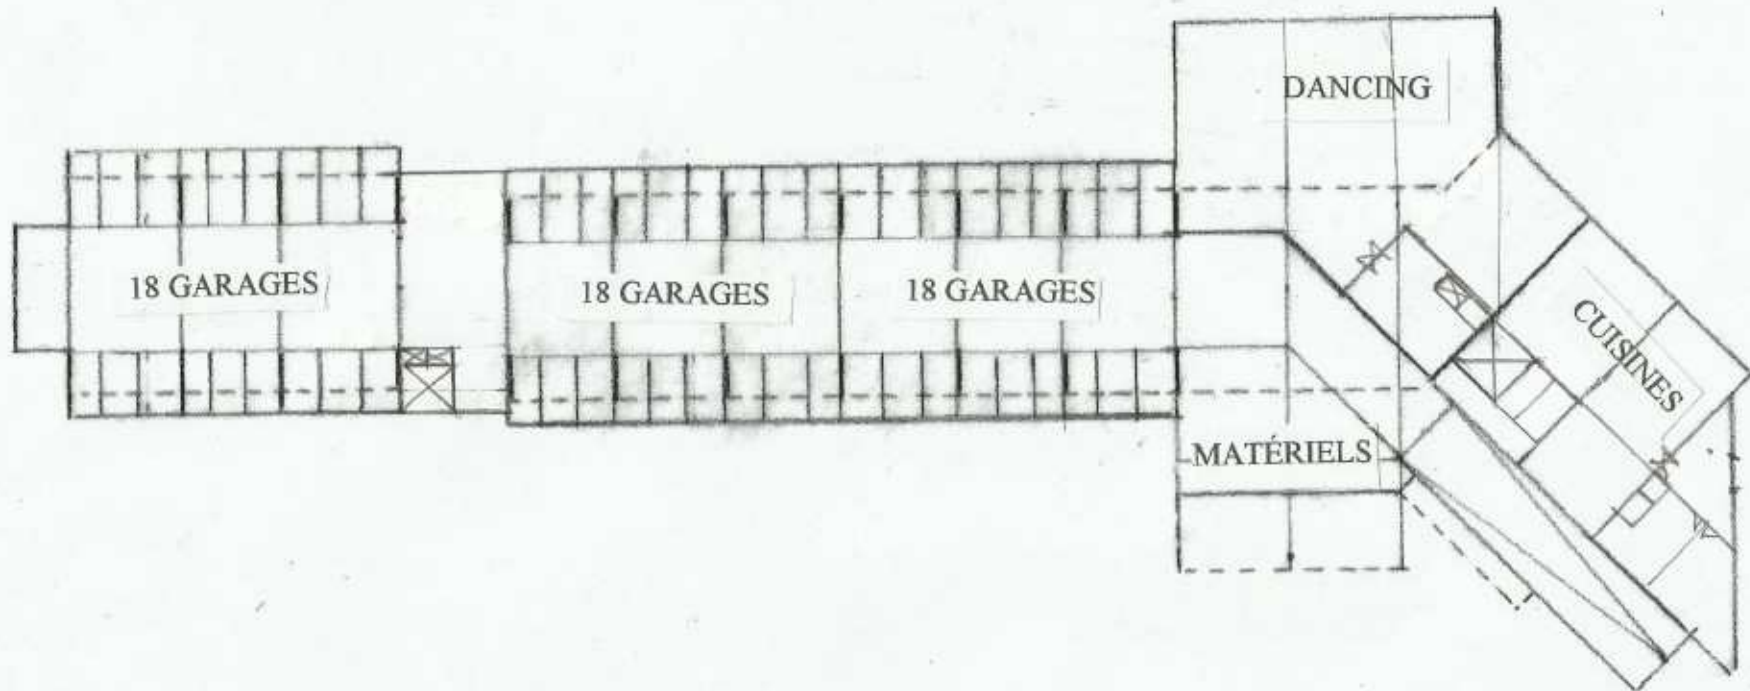 DANCING
18 GARAGES
18 GARAGES
18 GARAGES
CUISINES
MATÉRIELS